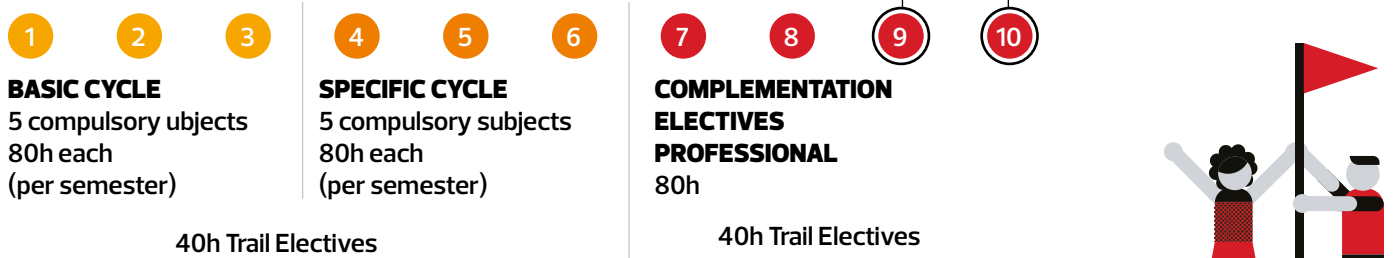 1 2 3 4 5 6 7 8 9 10
BASIC CYCLE
5 compulsory ubjects
80h each
(per semester)
SPECIFIC CYCLE
5 compulsory subjects
80h each
(per semester)
40h Trail Electives
COMPLEMENTATION
ELECTIVES
PROFESSIONAL
80h
40h Trail Electives